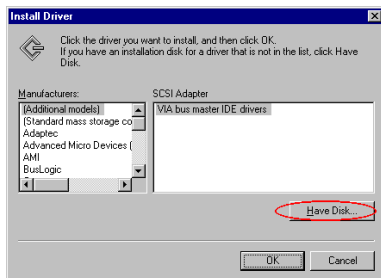 Install Driver
Click the driver you want to install, and then click OK.
If you have an installation disk for a driver that is not in the list, click Have
Disk.
Manufacturers:
SCSI Adapter
(Additional models)
(Standard mass storage co
Adaptec
Advanced Micro Devices (
AMI
BusLogic
VIA bus master IDE drivers
Have Disk...
OK
Cancel